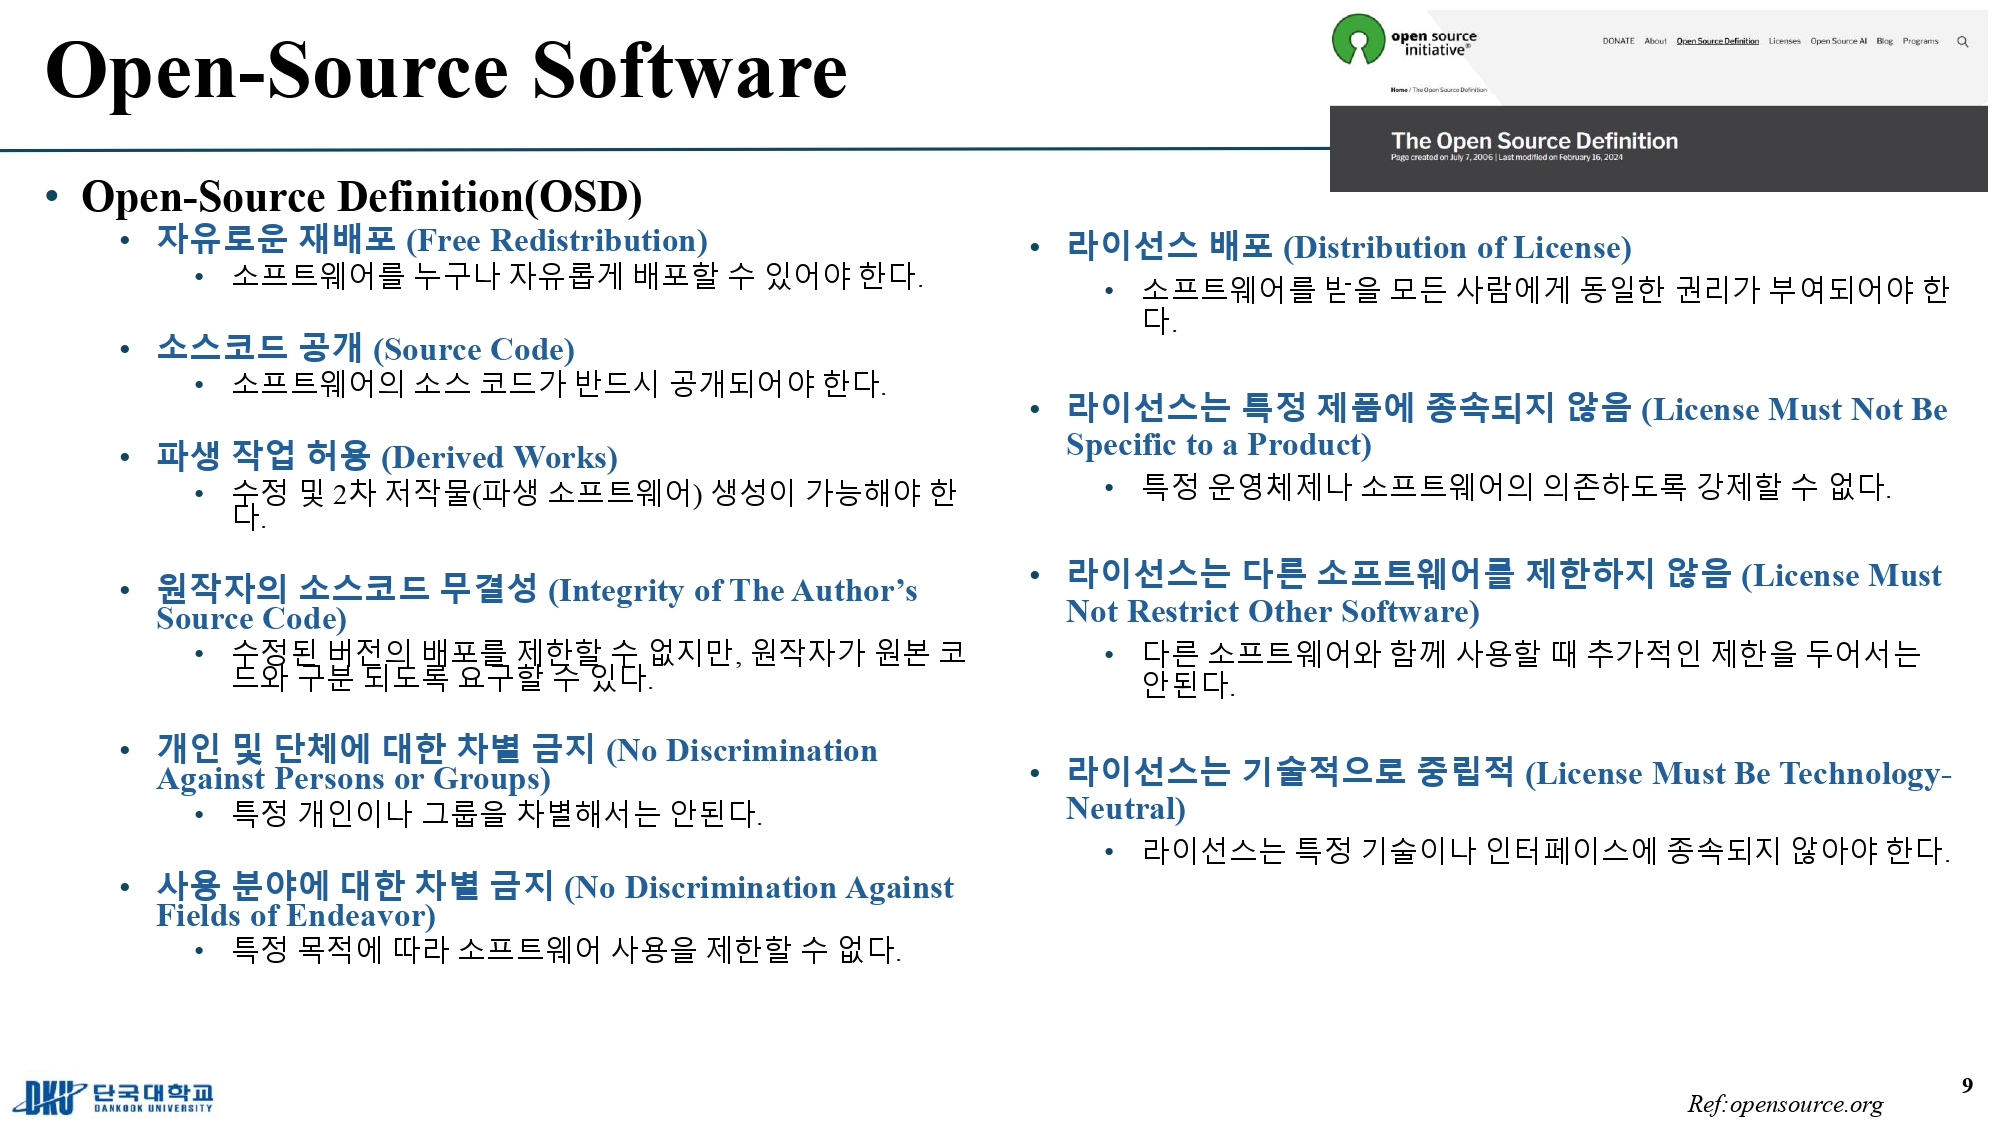 Open-Source Software
open source
initiative®
DONATE About Open Source Definition Licenses Open Source AI Blog Programs
Home / The Open Source Definition
The Open Source Definition
Page created on July 7, 2006 | Last modified on February 16, 2024
• Open-Source Definition(OSD)
• 자유로운 재배포 (Free Redistribution)
• 소프트웨어를 누구나 자유롭게 배포할 수 있어야 한다.
• 소스코드 공개 (Source Code)
• 소프트웨어의 소스 코드가 반드시 공개되어야 한다.
• 파생 작업 허용 (Derived Works)
• 수정 및 2차 저작물(파생 소프트웨어) 생성이 가능해야 한
다.
• 원작자의 소스코드 무결성 (Integrity of The Author’s
Source Code)
• 수정된 버전의 배포를 제한할 수 없지만, 원작자가 원본 코
드와 구분 되도록 요구할 수 있다.
• 개인 및 단체에 대한 차별 금지 (No Discrimination
Against Persons or Groups)
• 특정 개인이나 그룹을 차별해서는 안된다.
• 사용 분야에 대한 차별 금지 (No Discrimination Against
Fields of Endeavor)
• 특정 목적에 따라 소프트웨어 사용을 제한할 수 없다.
• 라이선스 배포 (Distribution of License)
• 소프트웨어를 받을 모든 사람에게 동일한 권리가 부여되어야 한
다.
• 라이선스는 특정 제품에 종속되지 않음 (License Must Not Be
Specific to a Product)
• 특정 운영체제나 소프트웨어의 의존하도록 강제할 수 없다.
• 라이선스는 다른 소프트웨어를 제한하지 않음 (License Must
Not Restrict Other Software)
• 다른 소프트웨어와 함께 사용할 때 추가적인 제한을 두어서는
안된다.
• 라이선스는 기술적으로 중립적 (License Must Be Technology-
Neutral)
• 라이선스는 특정 기술이나 인터페이스에 종속되지 않아야 한다.
DKU 단국대학교
DANKOOK UNIVERSITY
Ref:opensource.org
9